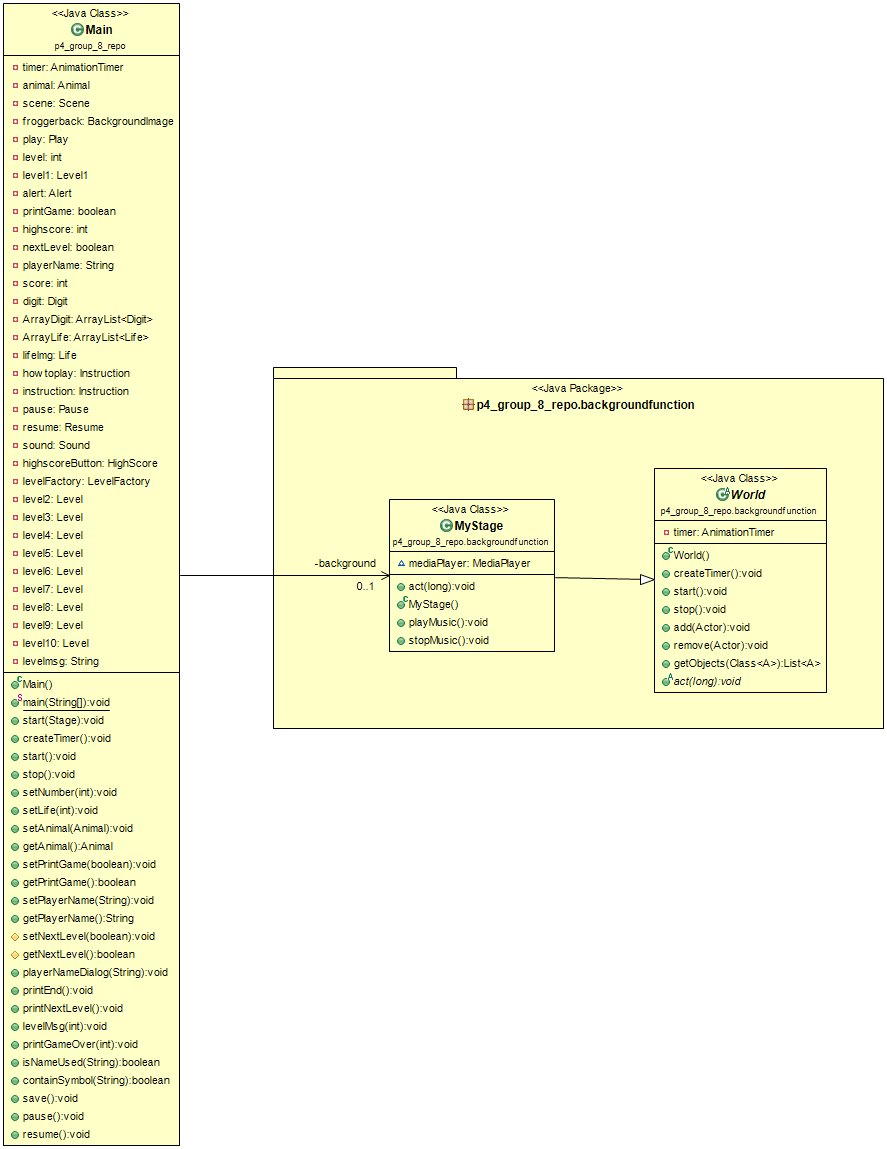 <<Java Class>>
Main
p4_group_8_repo
timer: AnimationTimer
animal: Animal
scene: Scene
froggerback: BackgroundImage
play: Play
level: int
level1: Level1
alert: Alert
printGame: boolean
highscore: int
nextLevel: boolean
playerName: String
score: int
digit: Digit
ArrayDigit: ArrayList<Digit>
ArrayLife: ArrayList<Life>
lifeImg: Life
howtoplay: Instruction
instruction: Instruction
pause: Pause
resume: Resume
sound: Sound
highscoreButton: HighScore
levelFactory: LevelFactory
level2: Level
level3: Level
level4: Level
level5: Level
level6: Level
level7: Level
level8: Level
level9: Level
level10: Level
levelmsg: String
Main()
main(String[]):void
start(Stage):void
createTimer():void
start():void
stop():void
setNumber(int):void
setLife(int):void
setAnimal(Animal):void
getAnimal():Animal
setPrintGame(boolean):void
getPrintGame():boolean
setPlayerName(String):void
getPlayerName():String
setNextLevel(boolean):void
getNextLevel():boolean
playerNameDialog(String):void
printEnd():void
printNextLevel():void
levelMsg(int):void
printGameOver(int):void
isNameUsed(String):boolean
containSymbol(String):boolean
save():void
pause():void
resume():void
-background
0..1
<<Java Package>>
p4_group_8_repo.backgroundfunction
<<Java Class>>
MyStage
p4_group_8_repo.backgroundfunction
mediaPlayer: MediaPlayer
act(long):void
MyStage()
playMusic():void
stopMusic():void
<<Java Class>>
World
p4_group_8_repo.backgroundfunction
timer: AnimationTimer
World()
createTimer():void
start():void
stop():void
add(Actor):void
remove(Actor):void
getObjects(Class<A>):List<A>
act(long):void